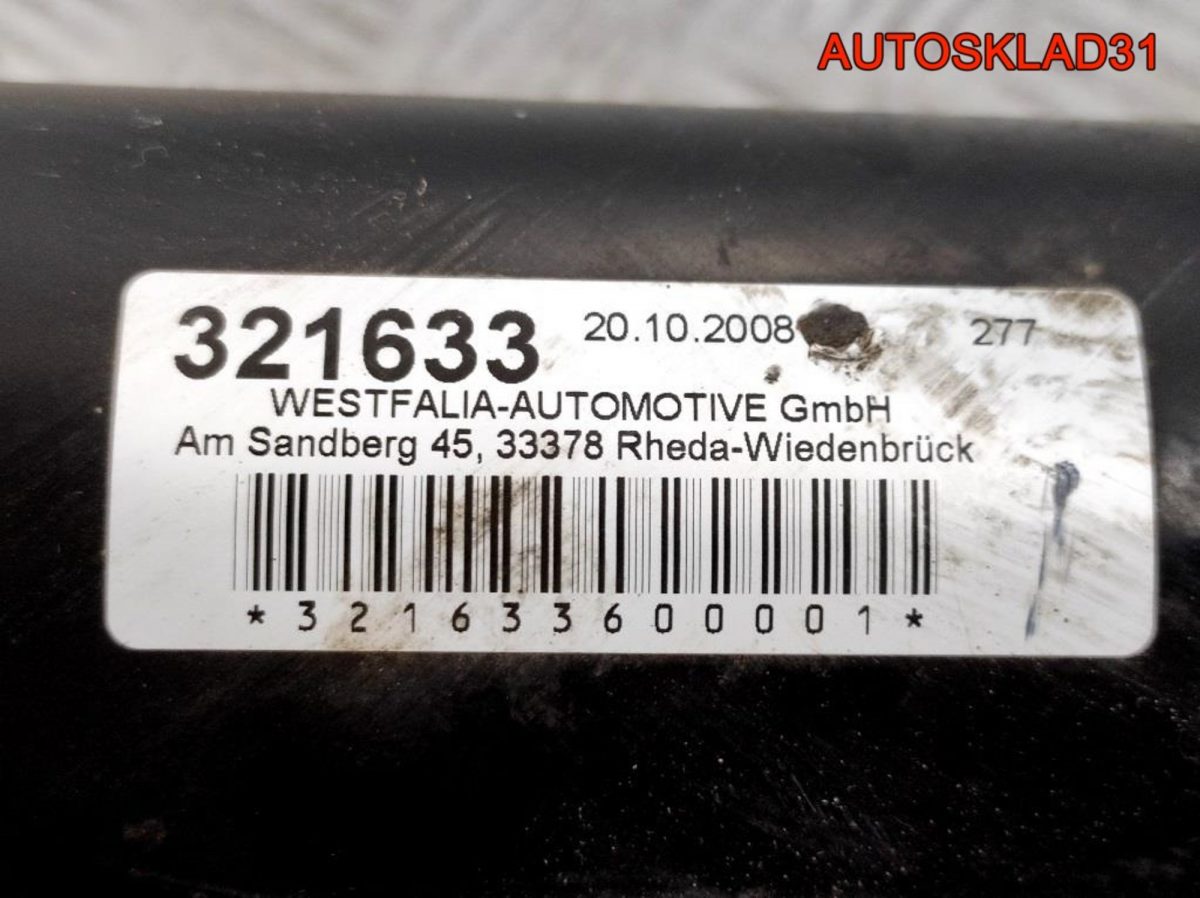 AUTOSKLAD31
321633 20.10.2008 277
WESTFALIA-AUTOMOTIVE GmbH
Am Sandberg 45, 33378 Rheda-Wiedenbrück
*321633600001*